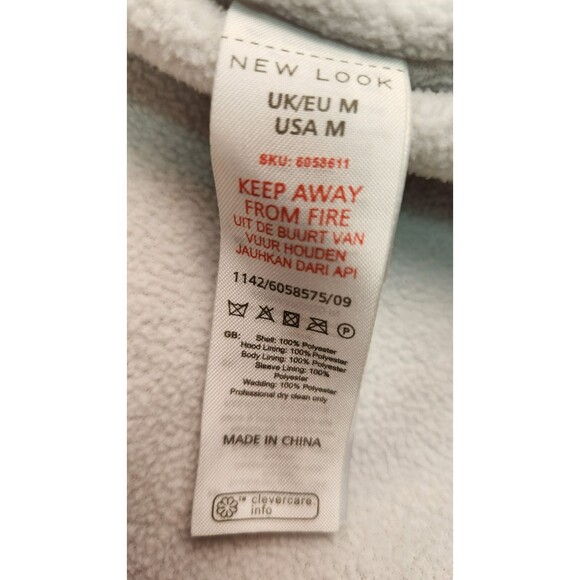 NEW LOOK
UK/EU M
USA M
SKU: 6058611
KEEP AWAY
FROM FIRE
UIT DE BUURT VAN
VUUR HOUDEN
JAUHKAN DARI API
1142/6058575/09
P
GB: Shell: 100% Polyester
Hood Lining: 100% Polyester
Body Lining: 100% Polyester
Sleeve Lining: 100% Polyester
Wadding: 100% Polyester
Professional dry clean only
MADE IN CHINA
TM clevercare.
info